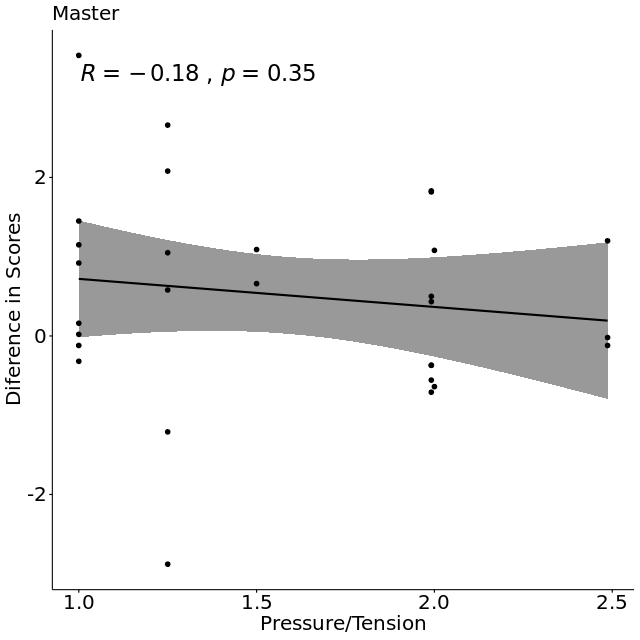 Master
R = −0.18 , p = 0.35
Diference in Scores
2
0
-2
1.0
1.5
2.0
2.5
Pressure/Tension